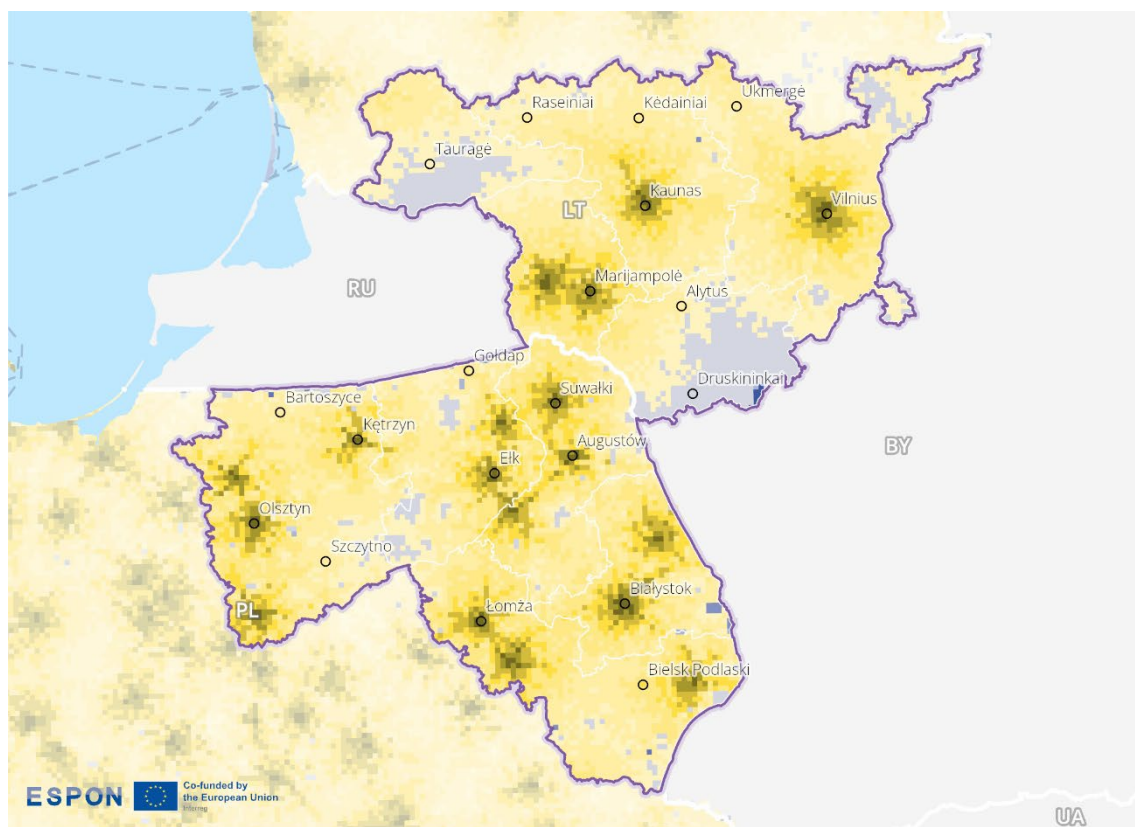 Raseiniai
Kėdainiai
Ukmergė
Tauragė
Kaunas
Vilnius
LT
Marijampolė
RU
Alytus
Gołdap
Suwałki
Druskininkai
Bartoszyce
Kętrzyn
Augustów
BY
Ełk
Olsztyn
Szczytno
Białystok
PL
Łomża
Bielsk Podlaski
ESPON
Co-funded by
the European Union
Interreg
UA